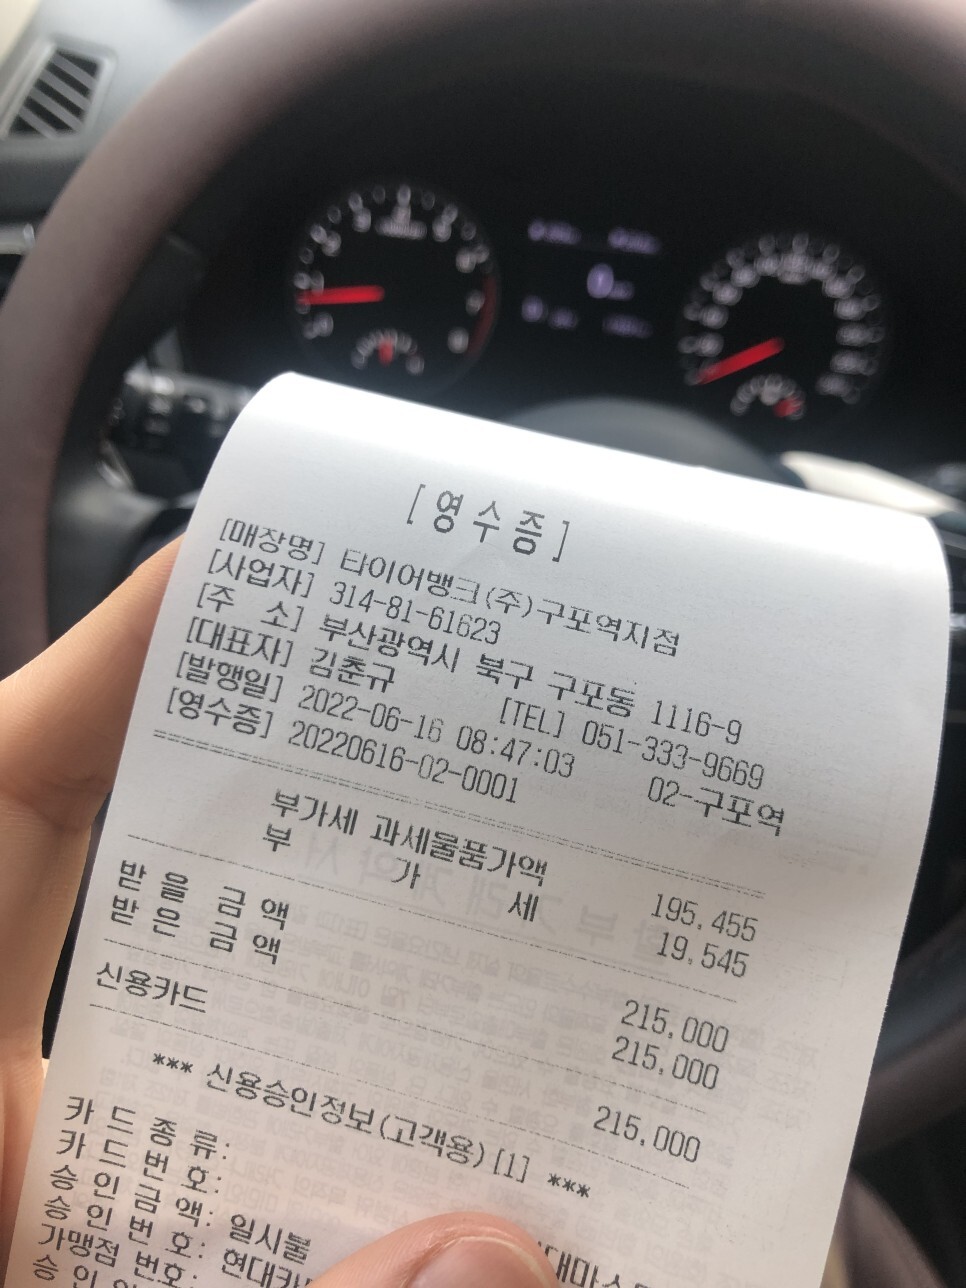 [영수증]
[매장명] 타이어뱅크(주)구포역지점
[사업자] 314-81-61623
[주 소] 부산광역시 북구 구포동 1116-9
[대표자] 김춘규 [TEL] 051-333-9669
[발행일] 2022-06-16 08:47:03 02-구포역
[영수증] 20220616-02-0001
부가세 과세물품가액 195,455
부 가 세 19,545
받 을 금 액 215,000
받 은 금 액 215,000
신용카드 215,000
*** 신용승인정보(고객용) [1] ***
카 드 종 류:
카 드 번 호:
승 인 금 액: 일시불
승 인 번 호: 현대카
가맹점 번호:
승 인